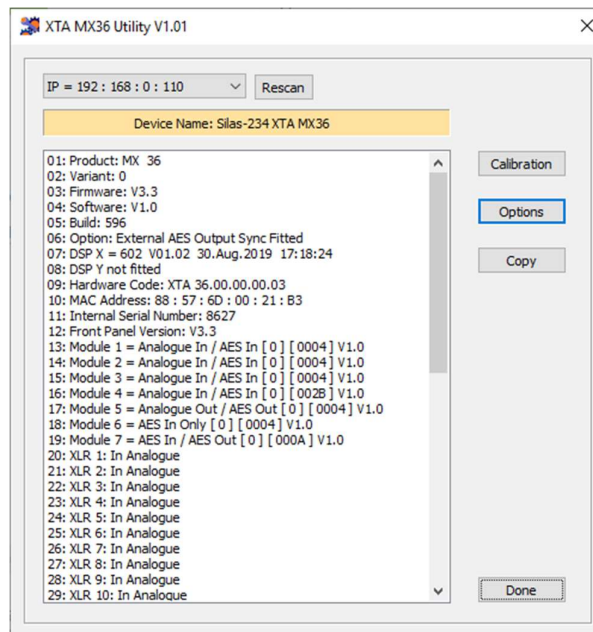 XTA MX36 Utility V1.01
IP = 192 : 168 : 0 : 110
Rescan
Device Name: Silas-234 XTA MX36
01: Product: MX 36
02: Variant: 0
03: Firmware: V3.3
04: Software: V1.0
05: Build: 596
06: Option: External AES Output Sync Fitted
07: DSP X = 602 V01.02 30.Aug.2019 17:18:24
08: DSP Y not fitted
09: Hardware Code: XTA 36.00.00.00.03
10: MAC Address: 88 : 57 : 6D : 00 : 21 : B3
11: Internal Serial Number: 8627
12: Front Panel Version: V3.3
13: Module 1 = Analogue In / AES In [ 0 ] [ 0004 ] V1.0
14: Module 2 = Analogue In / AES In [ 0 ] [ 0004 ] V1.0
15: Module 3 = Analogue In / AES In [ 0 ] [ 0004 ] V1.0
16: Module 4 = Analogue In / AES In [ 0 ] [ 002B ] V1.0
17: Module 5 = Analogue Out / AES Out [ 0 ] [ 0004 ] V1.0
18: Module 6 = AES In Only [ 0 ] [ 0004 ] V1.0
19: Module 7 = AES In / AES Out [ 0 ] [ 000A ] V1.0
20: XLR 1: In Analogue
21: XLR 2: In Analogue
22: XLR 3: In Analogue
23: XLR 4: In Analogue
24: XLR 5: In Analogue
25: XLR 6: In Analogue
26: XLR 7: In Analogue
27: XLR 8: In Analogue
28: XLR 9: In Analogue
29: XLR 10: In Analogue
Calibration
Options
Copy
Done